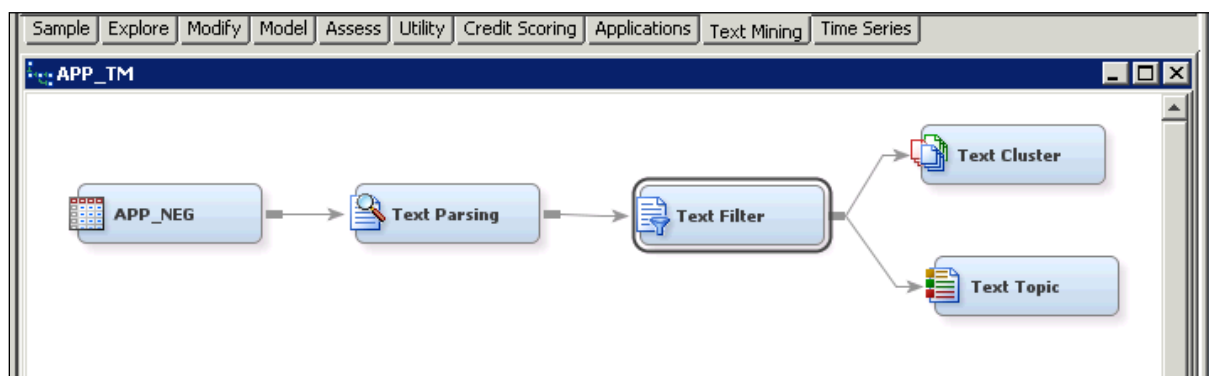 Sample Explore Modify Model Assess Utility Credit Scoring Applications Text Mining Time Series
APP_TM
APP_NEG
Text Parsing
Text Filter
Text Cluster
Text Topic